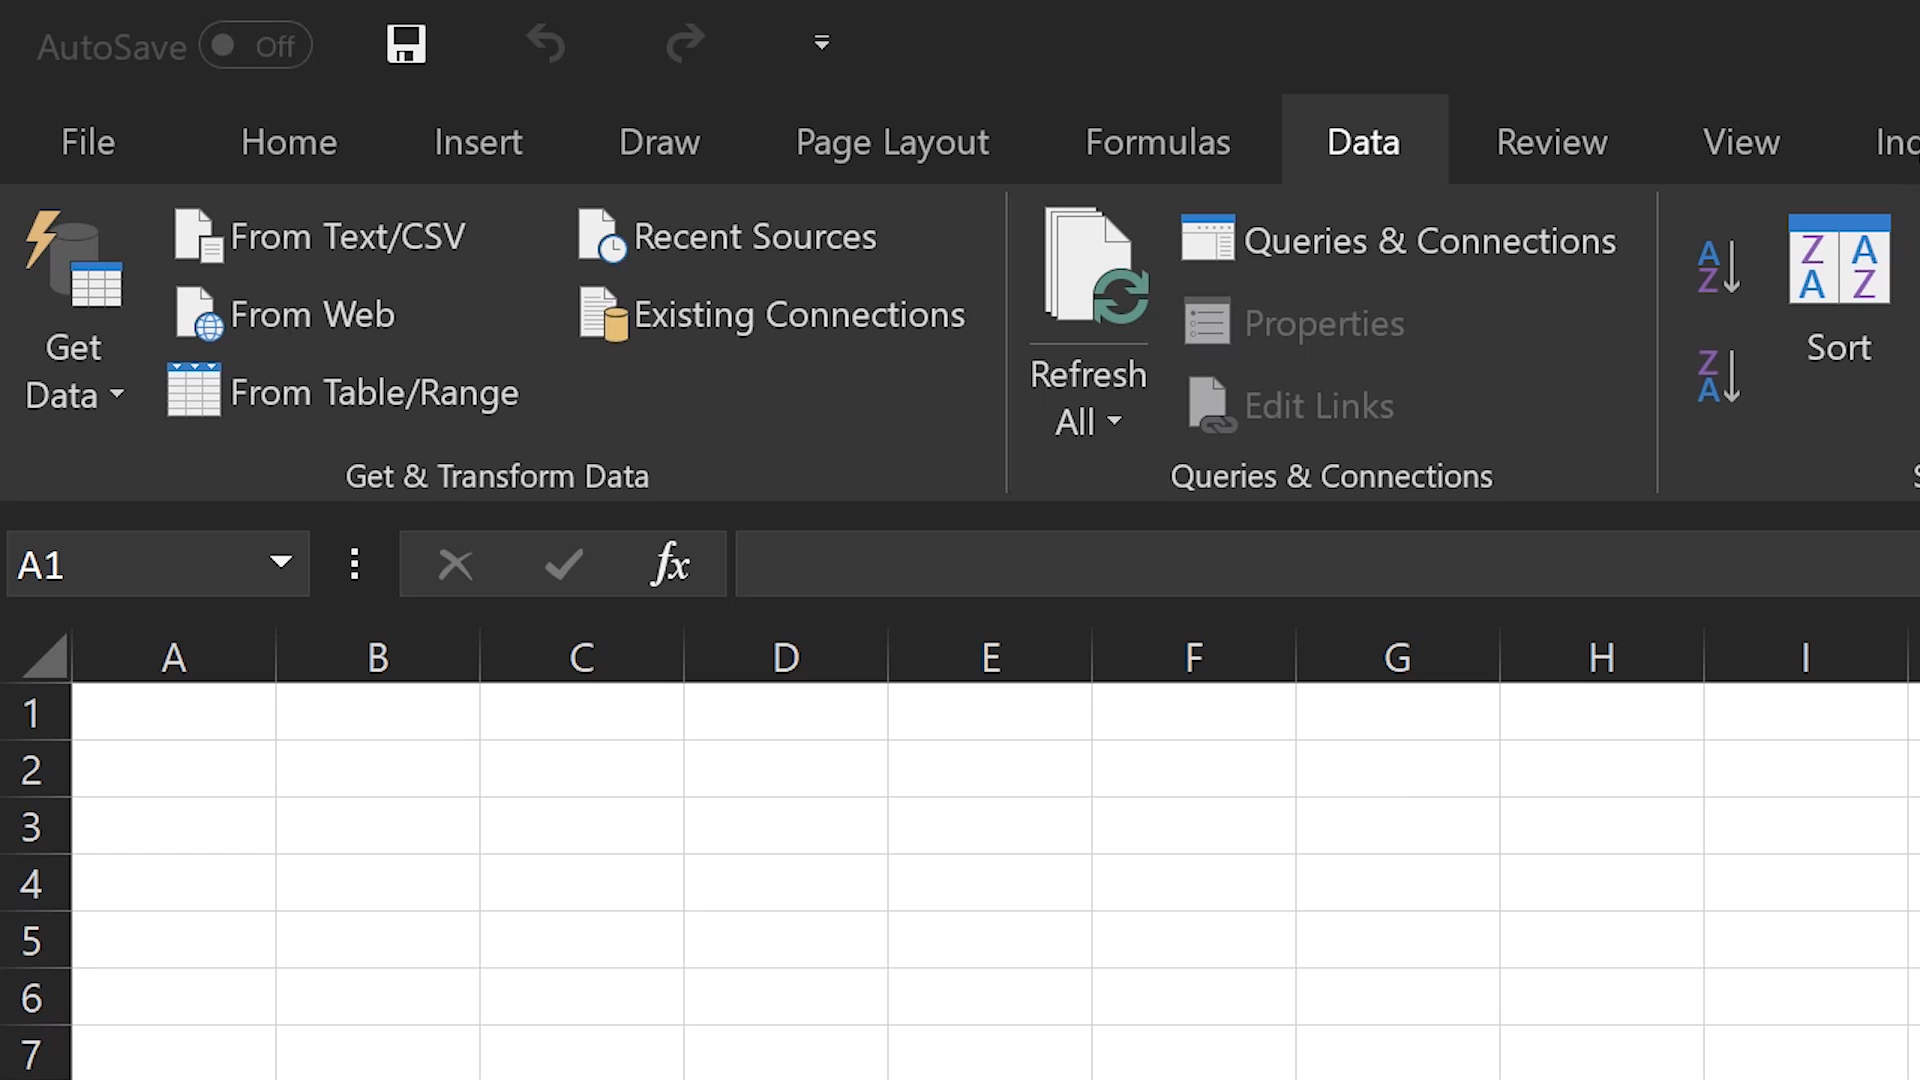 AutoSave Off
File Home Insert Draw Page Layout Formulas Data Review View
From Text/CSV Recent Sources Queries & Connections
From Web Existing Connections Properties
Get Data From Table/Range Refresh All Edit Links Sort
Get & Transform Data Queries & Connections
A1 fx
A B C D E F G H I
1
2
3
4
5
6
7